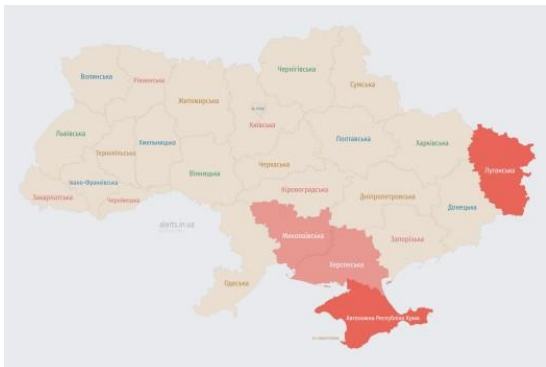 Чернігівська
Волинська
Рівненська
Сумська
Житомирська
Київська
Львівська
Хмельницька
Полтавська
Харківська
Тернопільська
Черкаська
Луганська
Вінницька
Івано-Франківська
Кіровоградська
Дніпропетровська
Закарпатська
Чернівецька
Донецька
alerts.in.ua
Миколаївська
Запорізька
Херсонська
Одеська
Автономна Республіка Крим